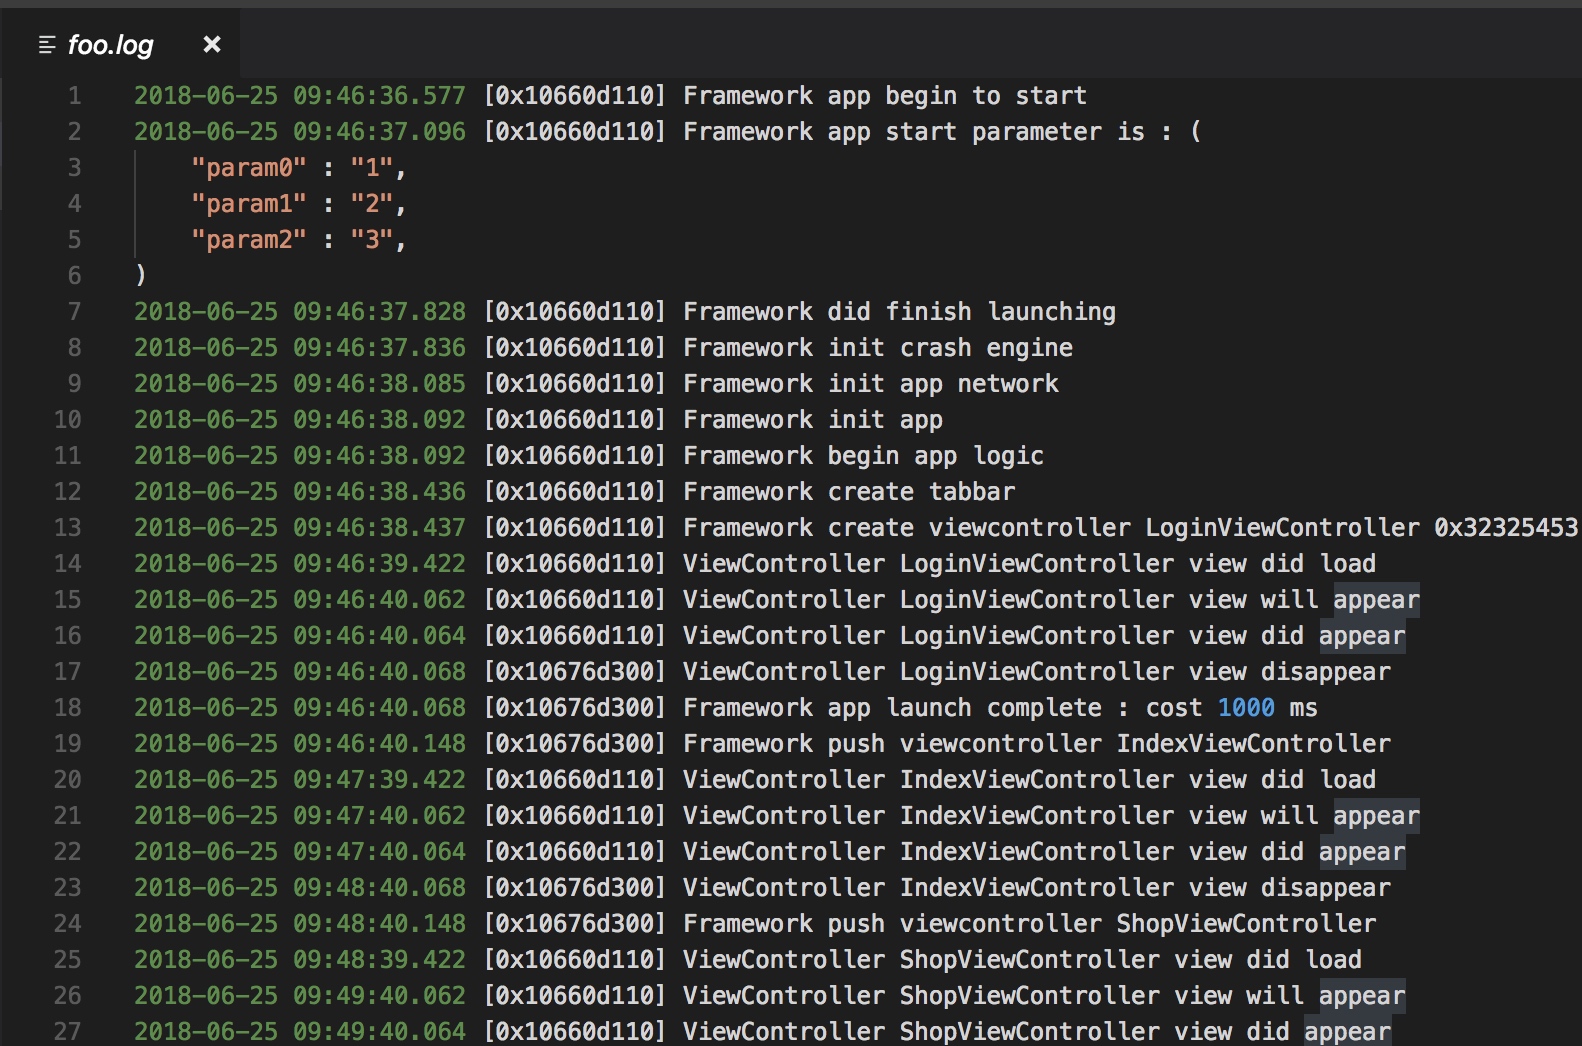 foo.log ×
1 2018-06-25 09:46:36.577 [0x10660d110] Framework app begin to start
2 2018-06-25 09:46:37.096 [0x10660d110] Framework app start parameter is : (
3 "param0" : "1",
4 "param1" : "2",
5 "param2" : "3",
6 )
7 2018-06-25 09:46:37.828 [0x10660d110] Framework did finish launching
8 2018-06-25 09:46:37.836 [0x10660d110] Framework init crash engine
9 2018-06-25 09:46:38.085 [0x10660d110] Framework init app network
10 2018-06-25 09:46:38.092 [0x10660d110] Framework init app
11 2018-06-25 09:46:38.092 [0x10660d110] Framework begin app logic
12 2018-06-25 09:46:38.436 [0x10660d110] Framework create tabbar
13 2018-06-25 09:46:38.437 [0x10660d110] Framework create viewcontroller LoginViewController 0x32325453
14 2018-06-25 09:46:39.422 [0x10660d110] ViewController LoginViewController view did load
15 2018-06-25 09:46:40.062 [0x10660d110] ViewController LoginViewController view will appear
16 2018-06-25 09:46:40.064 [0x10660d110] ViewController LoginViewController view did appear
17 2018-06-25 09:46:40.068 [0x10676d300] ViewController LoginViewController view disappear
18 2018-06-25 09:46:40.068 [0x10676d300] Framework app launch complete : cost 1000 ms
19 2018-06-25 09:46:40.148 [0x10676d300] Framework push viewcontroller IndexViewController
20 2018-06-25 09:47:39.422 [0x10660d110] ViewController IndexViewController view did load
21 2018-06-25 09:47:40.062 [0x10660d110] ViewController IndexViewController view will appear
22 2018-06-25 09:47:40.064 [0x10660d110] ViewController IndexViewController view did appear
23 2018-06-25 09:48:40.068 [0x10676d300] ViewController IndexViewController view disappear
24 2018-06-25 09:48:40.148 [0x10676d300] Framework push viewcontroller ShopViewController
25 2018-06-25 09:48:39.422 [0x10660d110] ViewController ShopViewController view did load
26 2018-06-25 09:49:40.062 [0x10660d110] ViewController ShopViewController view will appear
27 2018-06-25 09:49:40.064 [0x10660d110] ViewController ShopViewController view did appear